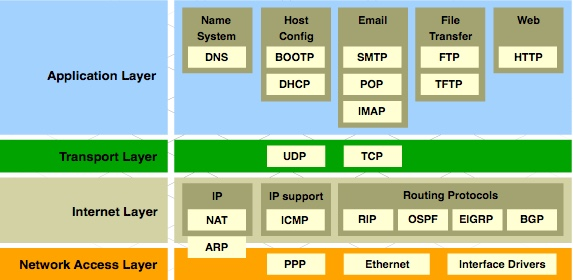 Application Layer
Name
System
DNS
Host
Config
BOOTP
DHCP
Email
SMTP
POP
IMAP
File
Transfer
FTP
TFTP
Web
HTTP
Transport Layer
UDP
TCP
Internet Layer
IP
NAT
ARP
IP support
ICMP
Routing Protocols
RIP
OSPF
EIGRP
BGP
Network Access Layer
PPP
Ethernet
Interface Drivers